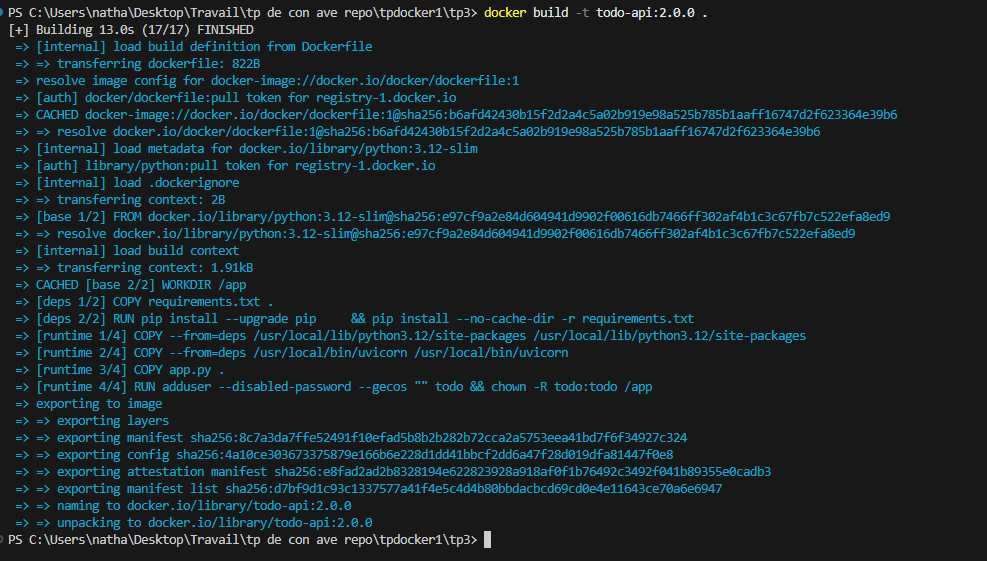 PS C:\Users\natha\Desktop\Travail\tp de con ave repo\tpdocker1\tp3> docker build -t todo-api:2.0.0 .
[+] Building 13.0s (17/17) FINISHED
=> [internal] load build definition from Dockerfile
=> => transferring dockerfile: 822B
=> resolve image config for docker-image://docker.io/docker/dockerfile:1
=> [auth] docker/dockerfile:pull token for registry-1.docker.io
=> CACHED docker-image://docker.io/docker/dockerfile:1@sha256:b6afd42430b15f2d2a4c5a02b919e98a525b785b1aaff16747d2f623364e39b6
=> => resolve docker.io/docker/dockerfile:1@sha256:b6afd42430b15f2d2a4c5a02b919e98a525b785b1aaff16747d2f623364e39b6
=> [internal] load metadata for docker.io/library/python:3.12-slim
=> [auth] library/python:pull token for registry-1.docker.io
=> [internal] load .dockerignore
=> => transferring context: 2B
=> [base 1/2] FROM docker.io/library/python:3.12-slim@sha256:e97cf9a2e84d604941d9902f00616db7466ff302af4b1c3c67fb7c522efa8ed9
=> => resolve docker.io/library/python:3.12-slim@sha256:e97cf9a2e84d604941d9902f00616db7466ff302af4b1c3c67fb7c522efa8ed9
=> [internal] load build context
=> => transferring context: 1.91kB
=> CACHED [base 2/2] WORKDIR /app
=> [deps 1/2] COPY requirements.txt .
=> [deps 2/2] RUN pip install --upgrade pip     && pip install --no-cache-dir -r requirements.txt
=> [runtime 1/4] COPY --from=deps /usr/local/lib/python3.12/site-packages /usr/local/lib/python3.12/site-packages
=> [runtime 2/4] COPY --from=deps /usr/local/bin/uvicorn /usr/local/bin/uvicorn
=> [runtime 3/4] COPY app.py .
=> [runtime 4/4] RUN adduser --disabled-password --gecos "" todo && chown -R todo:todo /app
=> exporting to image
=> => exporting layers
=> => exporting manifest sha256:8c7a3da7ffe52491f10efad5b8b2b282b72cca2a5753eea41bd7f6f34927c324
=> => exporting config sha256:4a10ce303673375879e166b6e228d1dd41bbcf2dd6a47f28d019dfa81447f0e8
=> => exporting attestation manifest sha256:e8fad2ad2b8328194e622823928a918af0f1b76492c3492f041b89355e0cadb3
=> => exporting manifest list sha256:d7bf9d1c93c1337577a41f4e5c4d4b80bbdacbcd69cd0e4e11643ce70a6e6947
=> => naming to docker.io/library/todo-api:2.0.0
=> => unpacking to docker.io/library/todo-api:2.0.0
PS C:\Users\natha\Desktop\Travail\tp de con ave repo\tpdocker1\tp3>